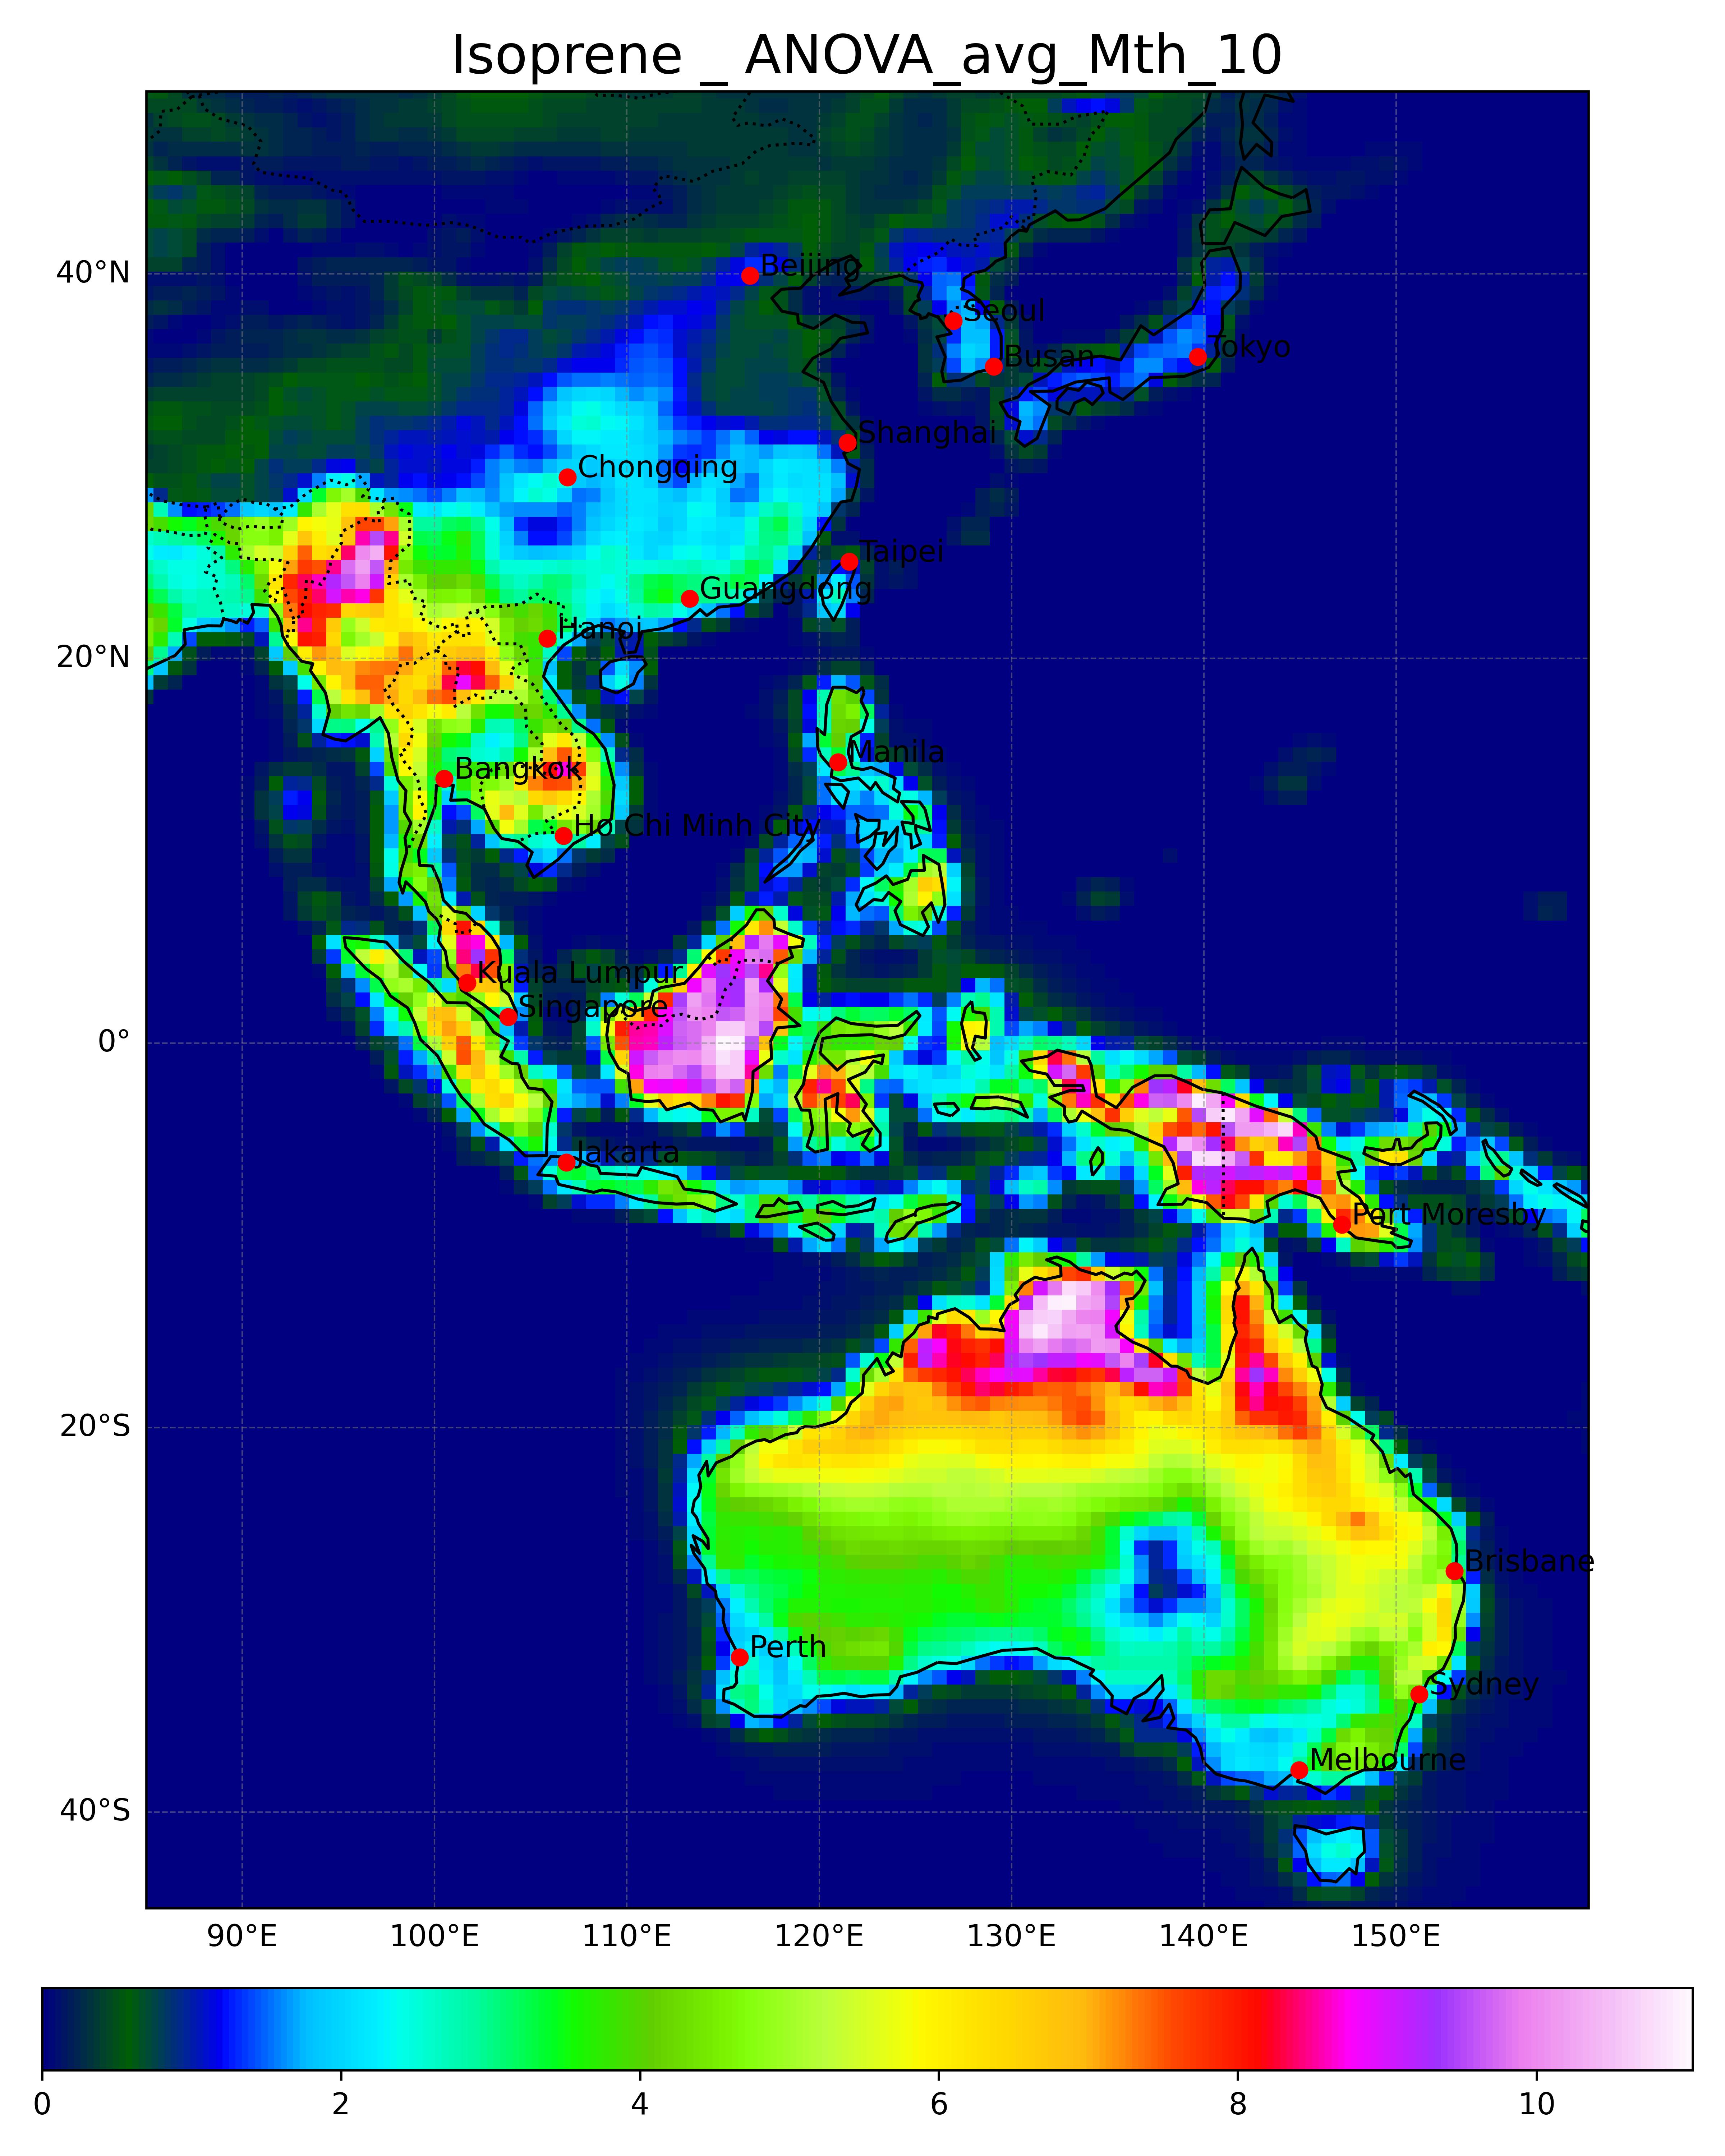 Isoprene _ ANOVA_avg_Mth_10
40°N
20°N
0°
20°S
40°S
Beijing
Seoul
Busan
Tokyo
Shanghai
Chongqing
Taipei
Guangdong
Hanoi
Manila
Bangkok
Ho Chi Minh City
Kuala Lumpur
Singapore
Jakarta
Port Moresby
Brisbane
Perth
Sydney
Melbourne
90°E 100°E 110°E 120°E 130°E 140°E 150°E
0 2 4 6 8 10